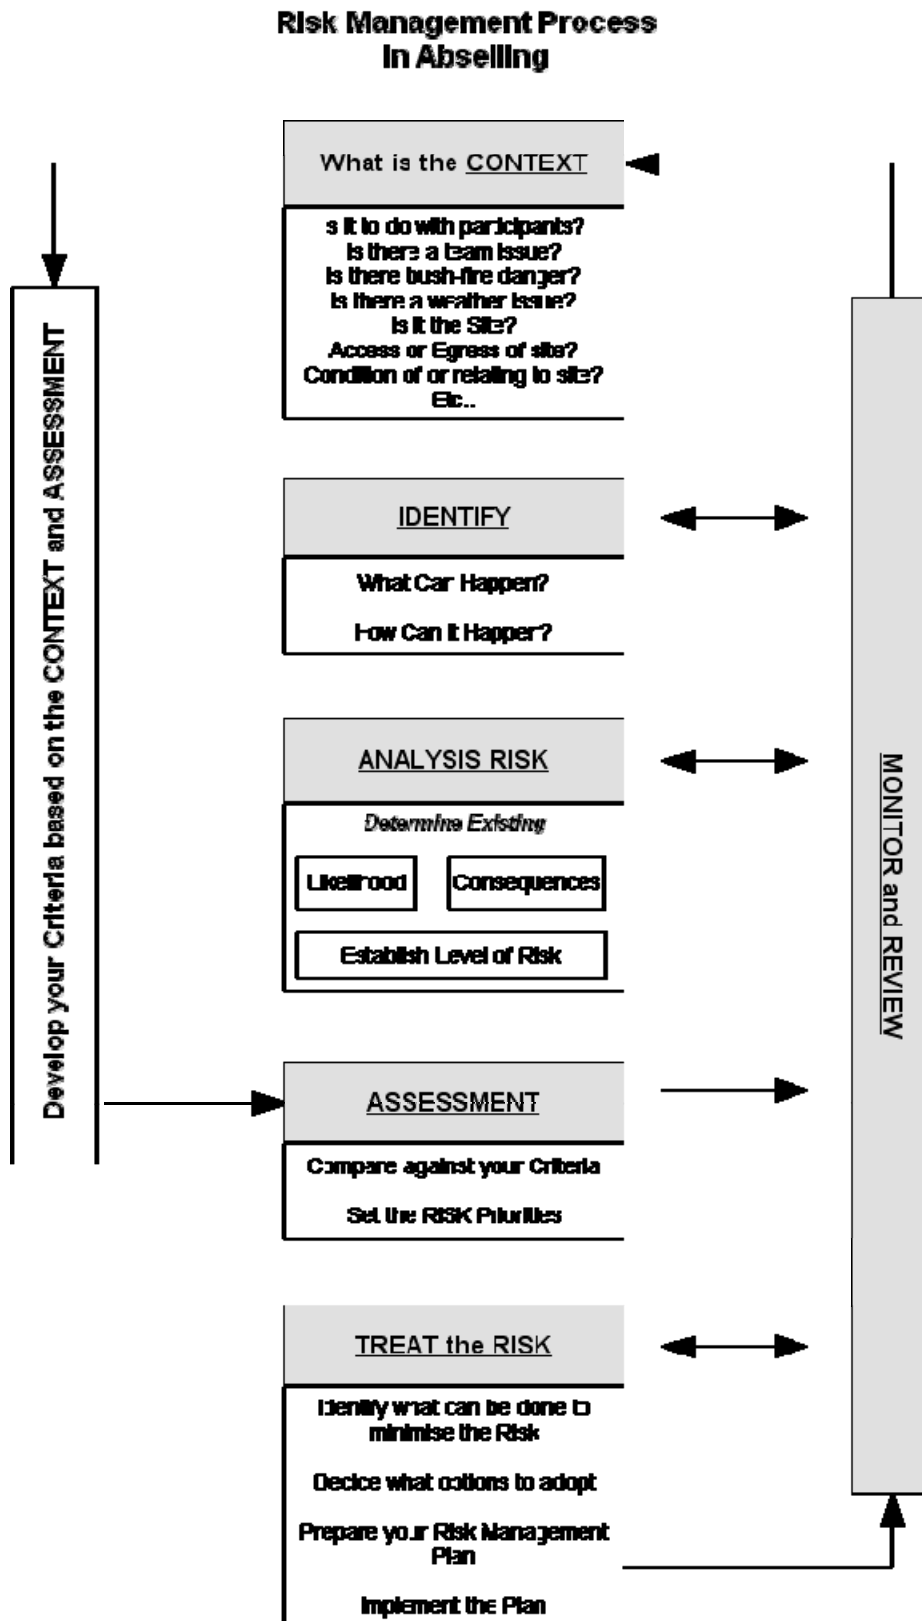 Risk Management Process
in Abseiling
What is the CONTEXT
s it to do with participants?
Is there a team issue?
Is there bush-fire danger?
Is there a weather issue?
Is it the Site?
Access or Egress of site?
Condition of or relating to site?
Etc..
Develop your Criteria based on the CONTEXT and ASSESSMENT
IDENTIFY
What Can Happen?
How Can it Happen?
ANALYSIS RISK
Determine Existing
Likelihood
Consequences
Establish Level of Risk
MONITOR and REVIEW
ASSESSMENT
Compare against your Criteria
Set the RISK Priorities
TREAT the RISK
Identify what can be done to
minimise the Risk
Decide what options to adopt
Prepare your Risk Management
Plan
Implement the Plan